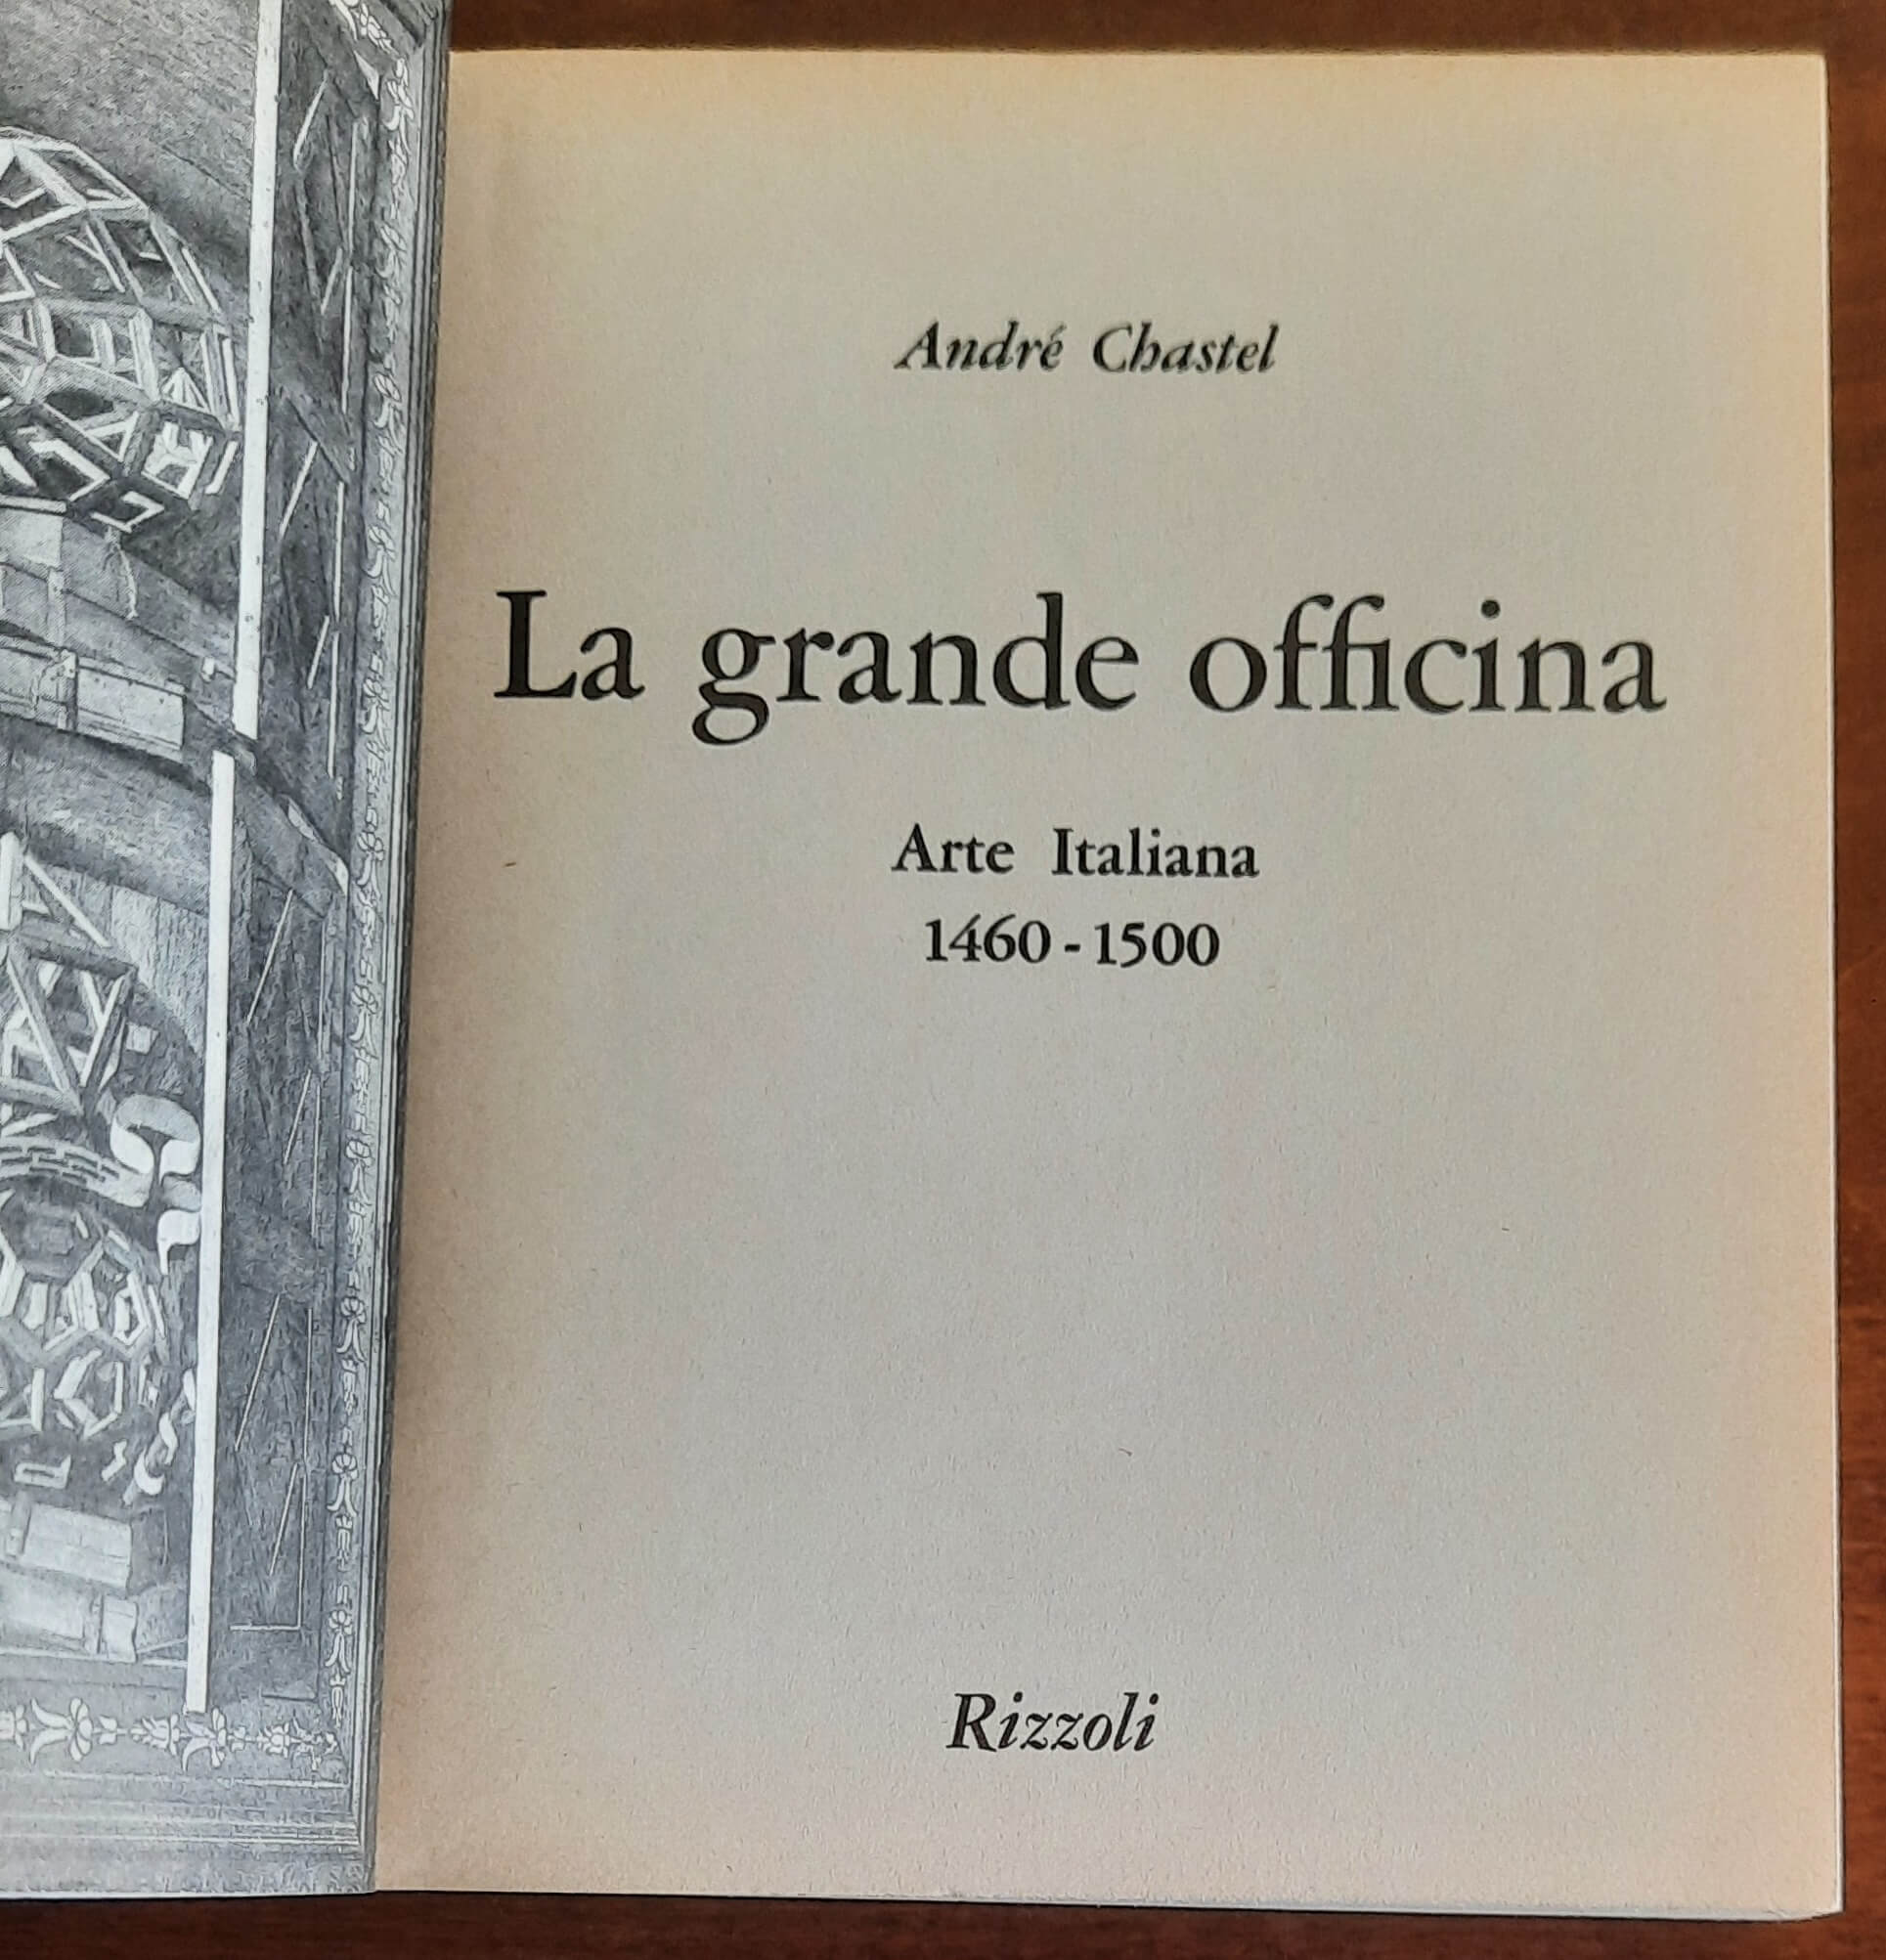 André Chastel
La grande officina
Arte Italiana
1460 - 1500
Rizzoli